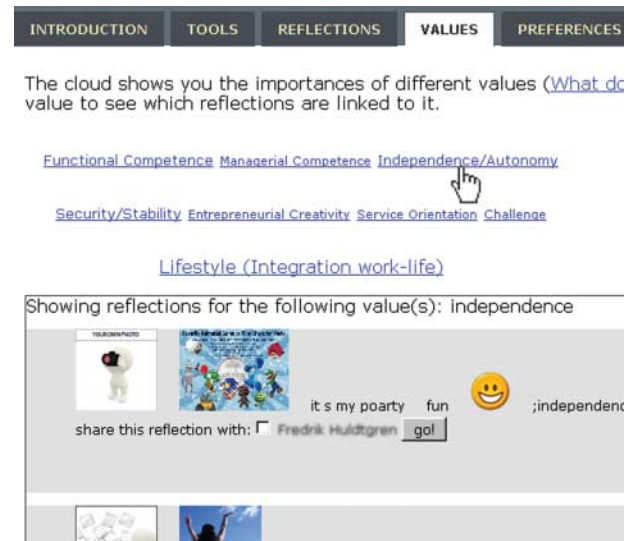 INTRODUCTION TOOLS REFLECTIONS VALUES PREFERENCES
The cloud shows you the importances of different values (What do
value to see which reflections are linked to it.
Functional Competence Managerial Competence Independence/Autonomy
Security/Stability Entrepreneurial Creativity Service Orientation Challenge
Lifestyle (Integration work-life)
Showing reflections for the following value(s): independence
YOUR OWN PHOTO
it s my poarty fun ;independenc
share this reflection with: Fredrik Huldtgren go!